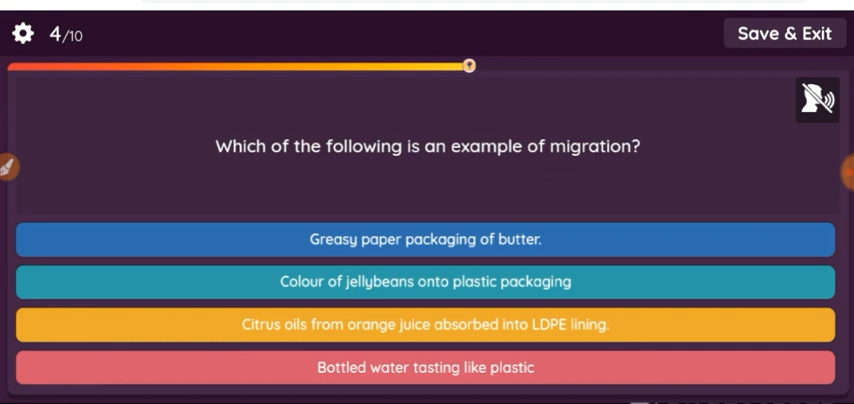 4/10
Save & Exit
Which of the following is an example of migration?
Greasy paper packaging of butter.
Colour of jellybeans onto plastic packaging
Citrus oils from orange juice absorbed into LDPE lining.
Bottled water tasting like plastic